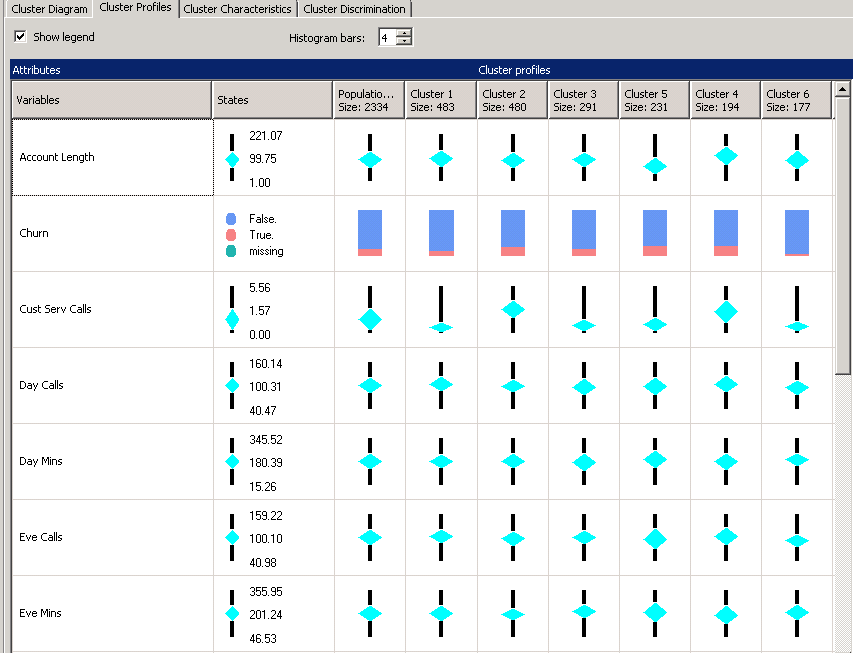 Cluster Diagram Cluster Profiles Cluster Characteristics Cluster Discrimination
Show legend Histogram bars: 4
Attributes Cluster profiles
Variables States Populatio... Size: 2334 Cluster 1 Size: 483 Cluster 2 Size: 480 Cluster 3 Size: 291 Cluster 5 Size: 231 Cluster 4 Size: 194 Cluster 6 Size: 177
Account Length
221.07
99.75
1.00
Churn
False.
True.
missing
Cust Serv Calls
5.56
1.57
0.00
Day Calls
160.14
100.31
40.47
Day Mins
345.52
180.39
15.26
Eve Calls
159.22
100.10
40.98
Eve Mins
355.95
201.24
46.53